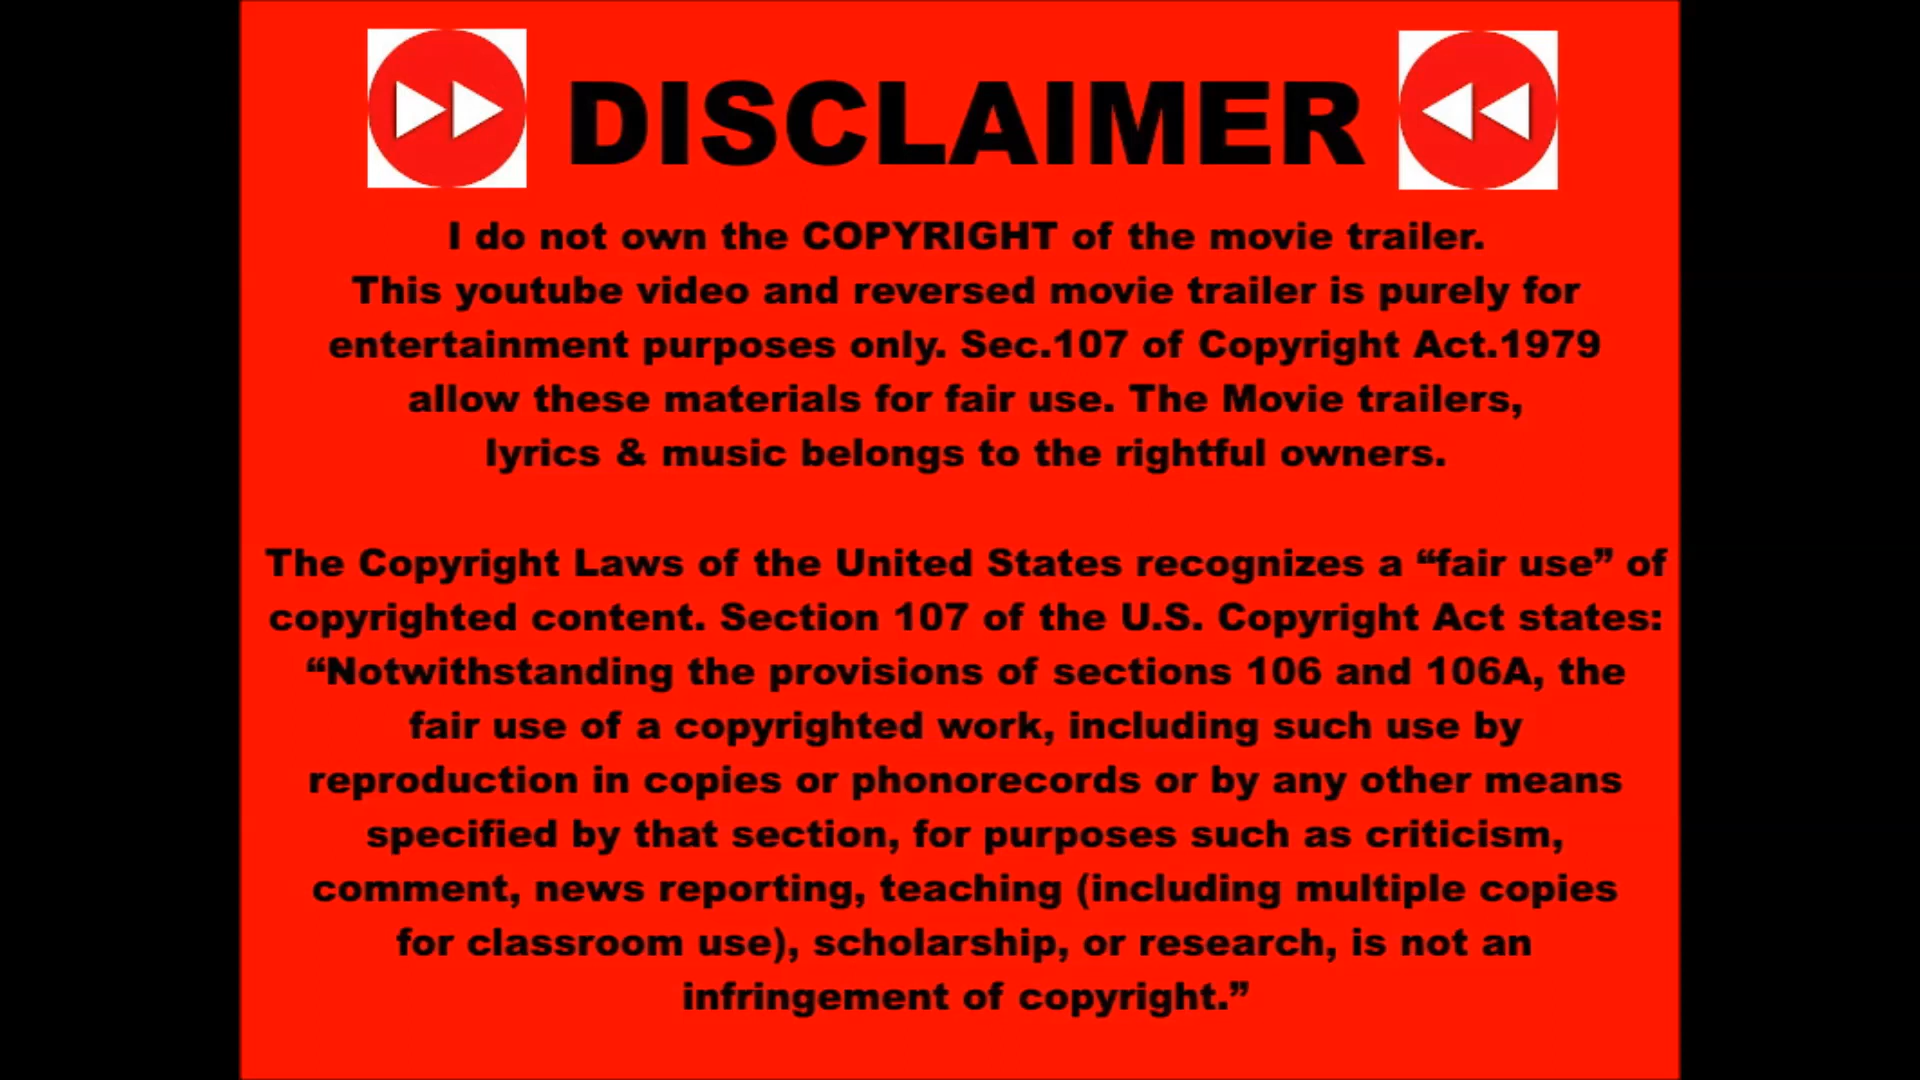 DISCLAIMER
I do not own the COPYRIGHT of the movie trailer.
This youtube video and reversed movie trailer is purely for
entertainment purposes only. Sec.107 of Copyright Act.1979
allow these materials for fair use. The Movie trailers,
lyrics & music belongs to the rightful owners.
The Copyright Laws of the United States recognizes a “fair use” of
copyrighted content. Section 107 of the U.S. Copyright Act states:
“Notwithstanding the provisions of sections 106 and 106A, the
fair use of a copyrighted work, including such use by
reproduction in copies or phonorecords or by any other means
specified by that section, for purposes such as criticism,
comment, news reporting, teaching (including multiple copies
for classroom use), scholarship, or research, is not an
infringement of copyright.”